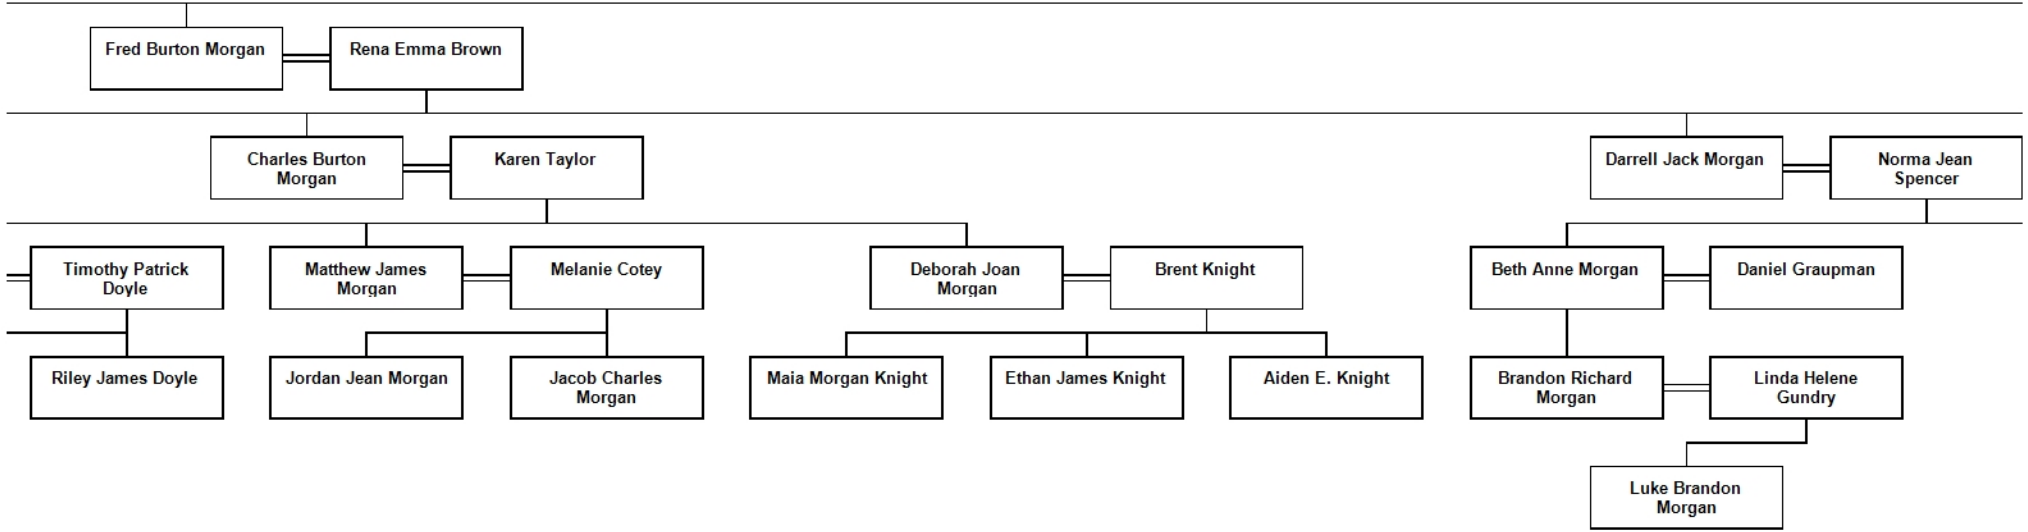 Fred Burton Morgan
Rena Emma Brown
Charles Burton
Morgan
Karen Taylor
Darrell Jack Morgan
Norma Jean
Spencer
Timothy Patrick
Doyle
Matthew James
Morgan
Melanie Cotey
Deborah Joan
Morgan
Brent Knight
Beth Anne Morgan
Daniel Graupman
Riley James Doyle
Jordan Jean Morgan
Jacob Charles
Morgan
Maia Morgan Knight
Ethan James Knight
Aiden E. Knight
Brandon Richard
Morgan
Linda Helene
Gundry
Luke Brandon
Morgan